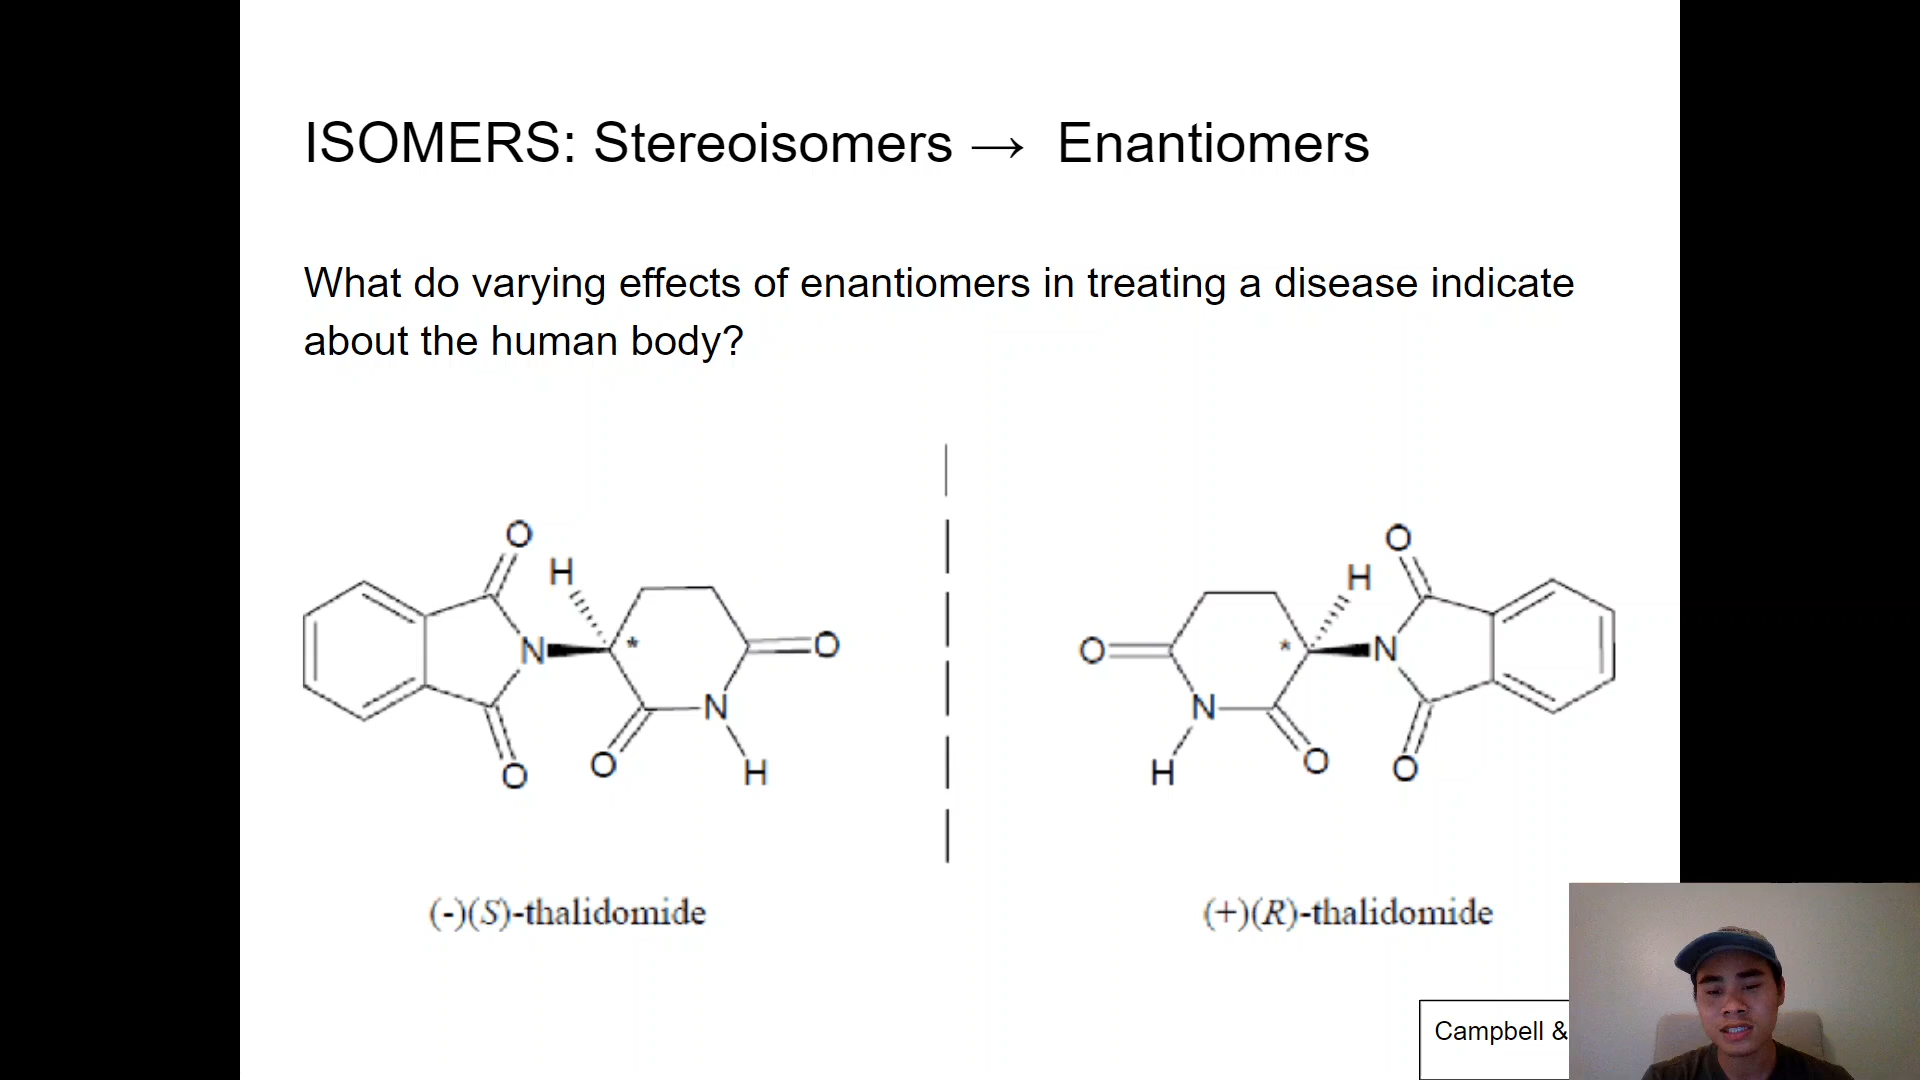 ISOMERS: Stereoisomers → Enantiomers
What do varying effects of enantiomers in treating a disease indicate
about the human body?
O
H
N
*
O
O
O
N
H
O
H
O
*
N
N
H
O
O
(-)(S)-thalidomide
(+)(R)-thalidomide
Campbell &